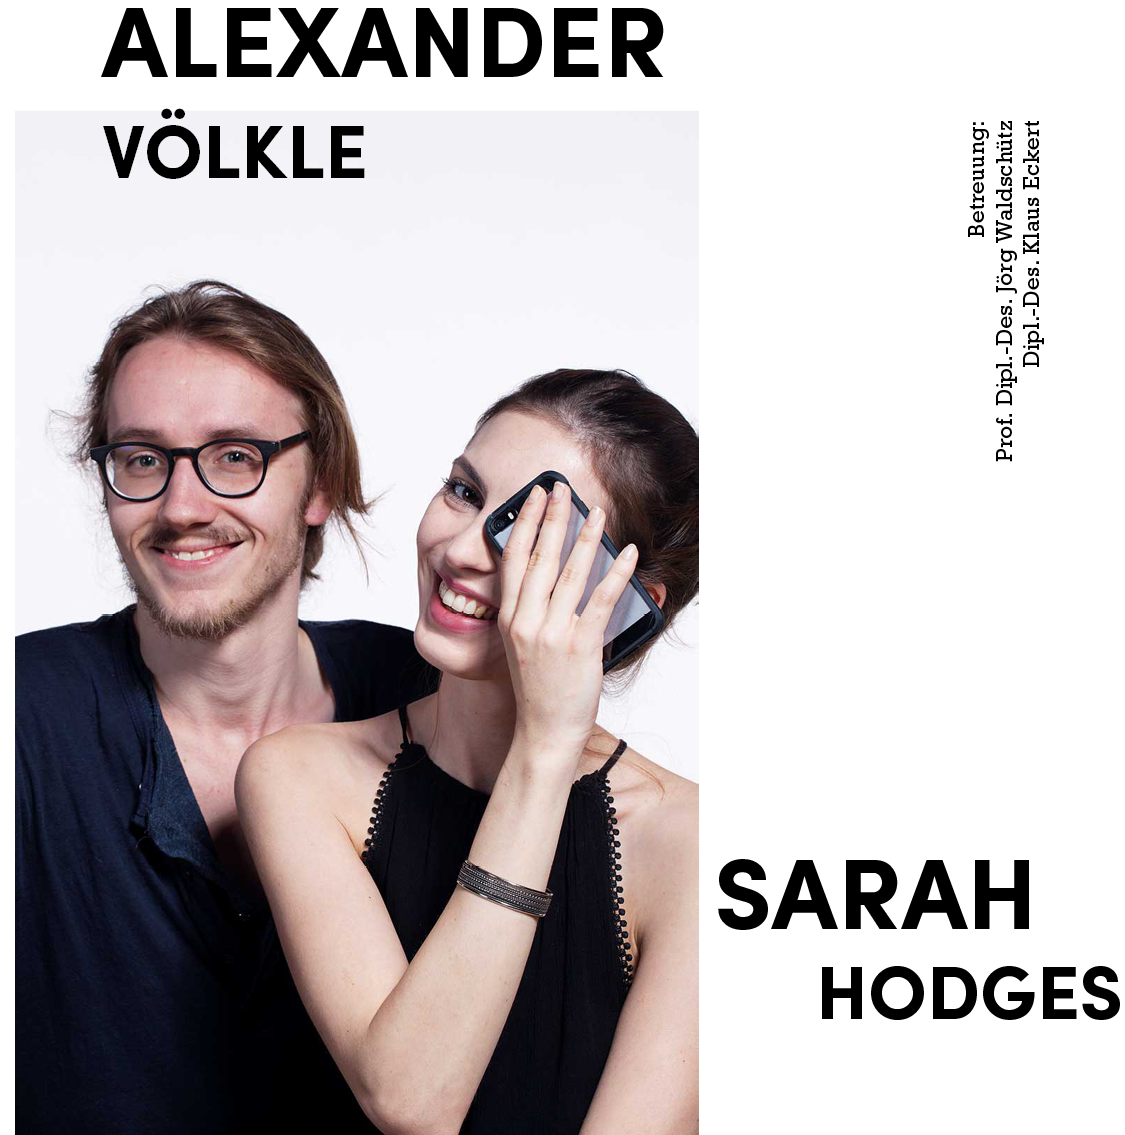 ALEXANDER
VÖLKLE
Betreuung:
Prof. Dipl.-Des. Jörg Waldschütz
Dipl.-Des. Klaus Eckert
SARAH
HODGES